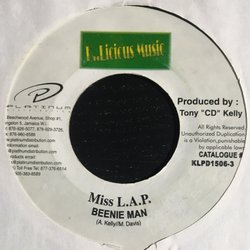 K.Licious Music
PLATINUM
Beechwood Avenue, Shop #1,
Kingston 5, Jamaica W.I.
Produced by :
Tony "CD" Kelly
All Rights Reserved.
Unauthorized Duplication
is a Violation,Punishable
by applicable laws
CATALOGUE #
KLPD1506-3
Miss L.A.P.
BEENIE MAN
(A. Kelly/M. Davis)